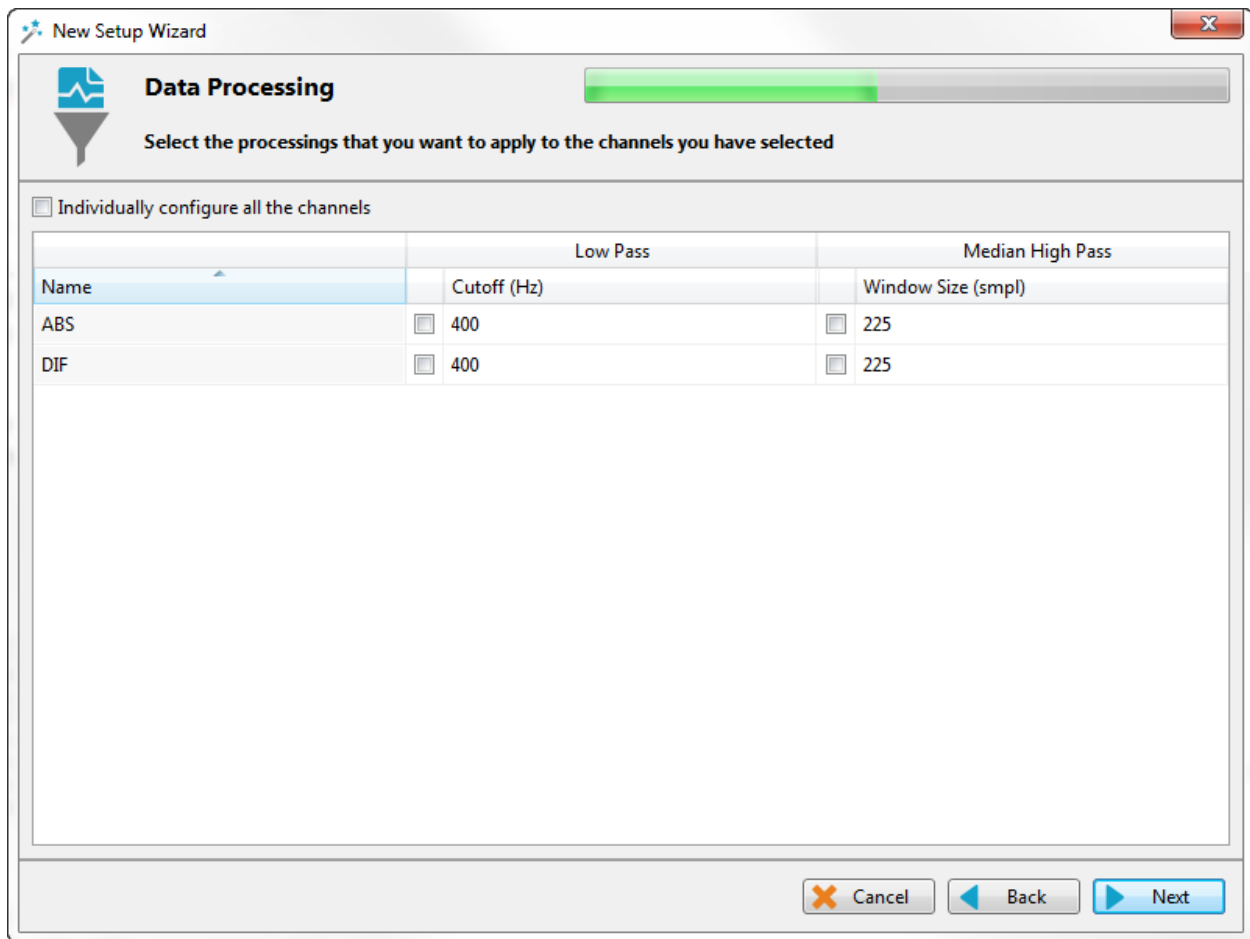 New Setup Wizard
Data Processing
Select the processings that you want to apply to the channels you have selected
Individually configure all the channels
Low Pass Median High Pass
Name Cutoff (Hz) Window Size (smpl)
ABS 400 225
DIF 400 225
Cancel Back Next